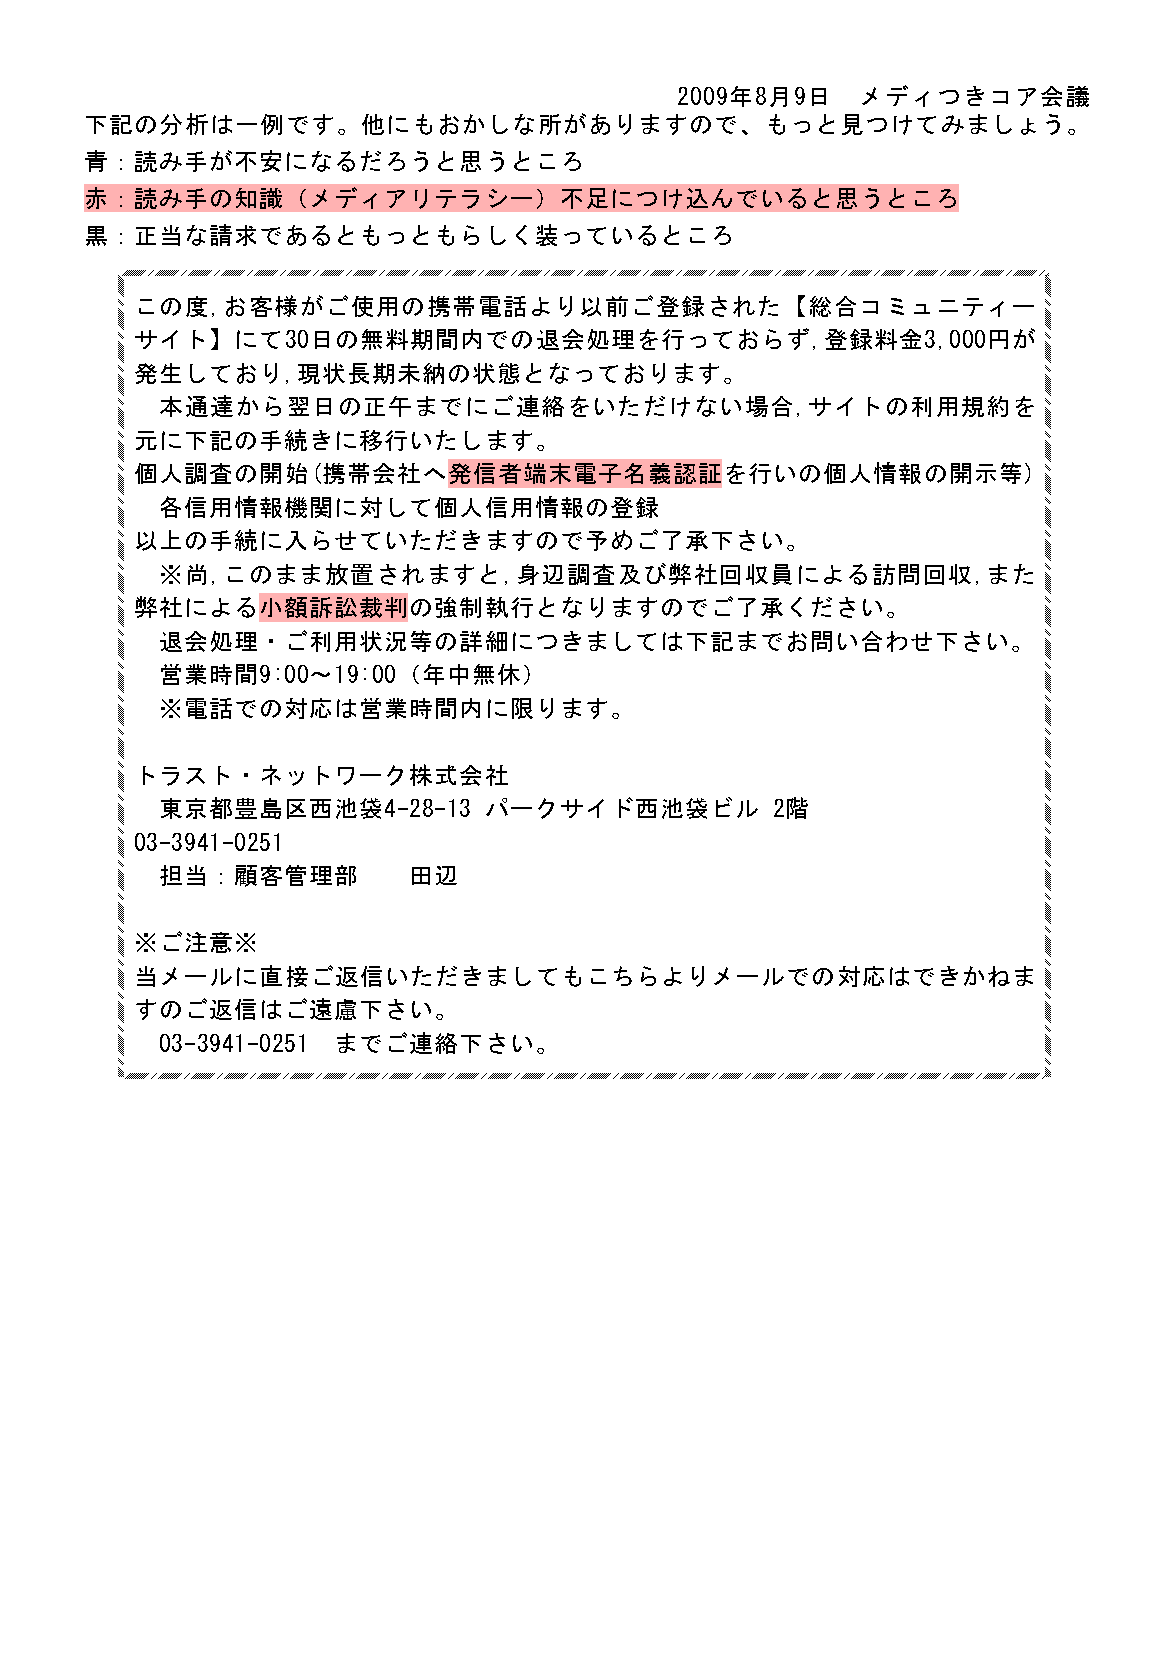 2009年8月9日　メディつきコア会議
下記の分析は一例です。他にもおかしな所がありますので、もっと見つけてみましょう。
青：読み手が不安になるだろうと思うところ
赤：読み手の知識（メディアリテラシー）不足につけ込んでいると思うところ
黒：正当な請求であるともっともらしく装っているところ
この度,お客様がご使用の携帯電話より以前ご登録された【総合コミュニティー
サイト】にて30日の無料期間内での退会処理を行っておらず,登録料金3,000円が
発生しており,現状長期未納の状態となっております。
　本通達から翌日の正午までにご連絡をいただけない場合,サイトの利用規約を
元に下記の手続きに移行いたします。
個人調査の開始(携帯会社へ発信者端末電子名義認証を行いの個人情報の開示等)
　各信用情報機関に対して個人信用情報の登録
以上の手続に入らせていただきますので予めご了承下さい。
　※尚,このまま放置されますと,身辺調査及び弊社回収員による訪問回収,また
弊社による小額訴訟裁判の強制執行となりますのでご了承ください。
　退会処理・ご利用状況等の詳細につきましては下記までお問い合わせ下さい。
　営業時間9:00～19:00（年中無休）
　※電話での対応は営業時間内に限ります。
トラスト・ネットワーク株式会社
　東京都豊島区西池袋4-28-13 パークサイド西池袋ビル 2階
03-3941-0251
　担当：顧客管理部　　田辺
※ご注意※
当メールに直接ご返信いただきましてもこちらよりメールでの対応はできかねま
すのご返信はご遠慮下さい。
　03-3941-0251　までご連絡下さい。